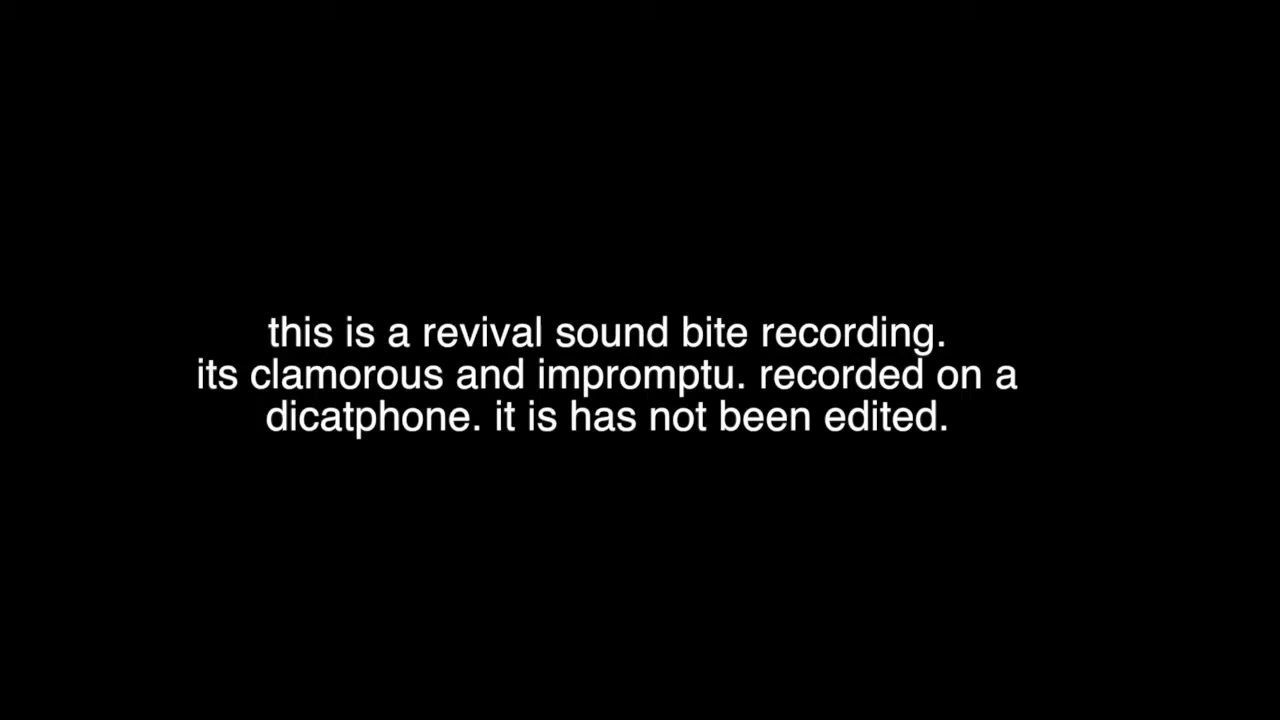 this is a revival sound bite recording.
its clamorous and impromptu. recorded on a
dicatphone. it is has not been edited.